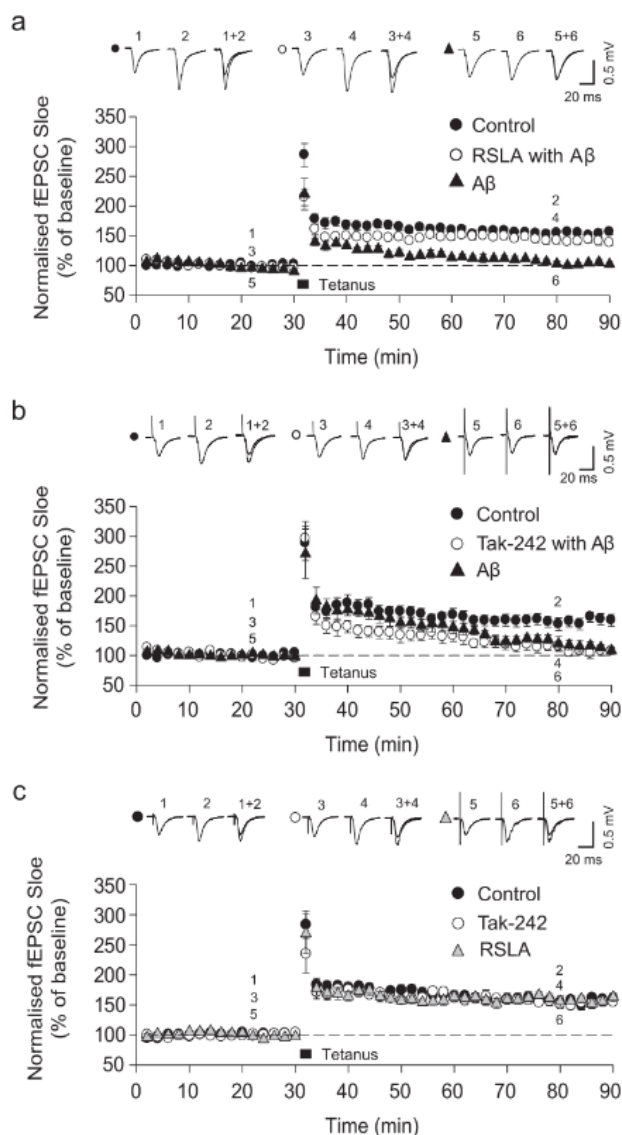 a
1 2 1+2 3 4 3+4 5 6 5+6
0.5 mV
20 ms
Normalised fEPSC Sloe
(% of baseline)
350
300
250
200
150
100
50
Control
RSLA with Aβ
Aβ
1
3
5
2
4
6
Tetanus
0 10 20 30 40 50 60 70 80 90
Time (min)
b
1 2 1+2 3 4 3+4 5 6 5+6
0.5 mV
20 ms
Normalised fEPSC Sloe
(% of baseline)
350
300
250
200
150
100
50
Control
Tak-242 with Aβ
Aβ
1
3
5
2
4
6
Tetanus
0 10 20 30 40 50 60 70 80 90
Time (min)
c
1 2 1+2 3 4 3+4 5 6 5+6
0.5 mV
20 ms
Normalised fEPSC Sloe
(% of baseline)
350
300
250
200
150
100
50
Control
Tak-242
RSLA
1
3
5
2
4
6
Tetanus
0 10 20 30 40 50 60 70 80 90
Time (min)